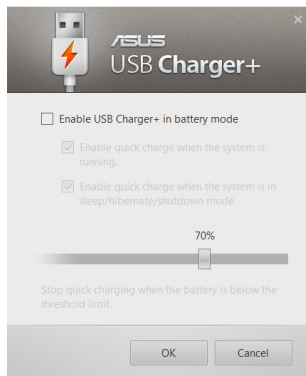 ASUS
USB Charger+
Enable USB Charger+ in battery mode
Enable quick charge when the system is
running.
Enable quick charge when the system is in
sleep/hibernate/shutdown mode.
70%
Stop quick charging when the battery is below the
threshold limit.
OK
Cancel